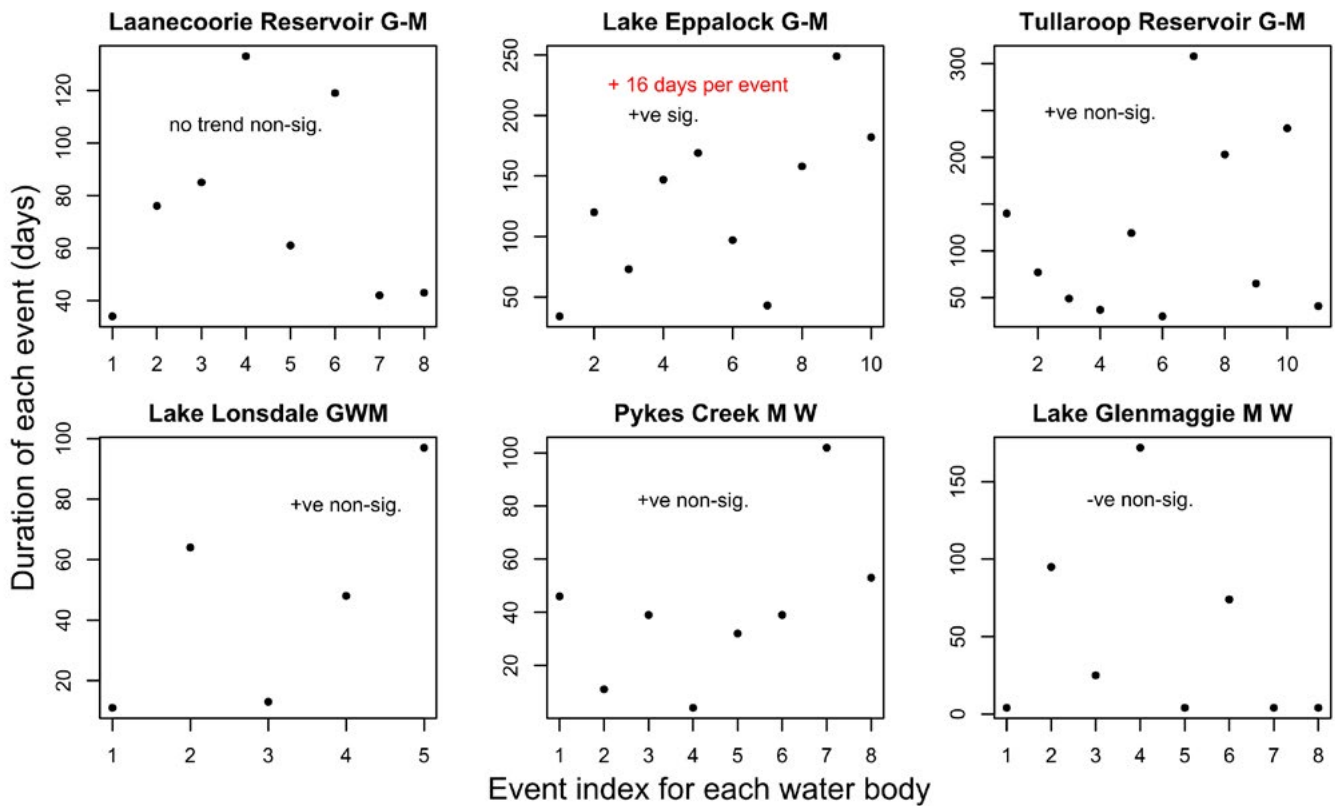 Laanecoorie Reservoir G-M
Lake Eppalock G-M
Tullaroop Reservoir G-M
120
100
80
60
40
no trend non-sig.
1 2 3 4 5 6 7 8
250
200
150
100
50
+ 16 days per event
+ve sig.
2 4 6 8 10
300
200
100
50
+ve non-sig.
2 4 6 8 10
Duration of each event (days)
Lake Lonsdale GWM
Pykes Creek M W
Lake Glenmaggie M W
100
80
60
40
20
+ve non-sig.
1 2 3 4 5
100
80
60
40
20
+ve non-sig.
1 2 3 4 5 6 7 8
150
100
50
0
-ve non-sig.
1 2 3 4 5 6 7 8
Event index for each water body